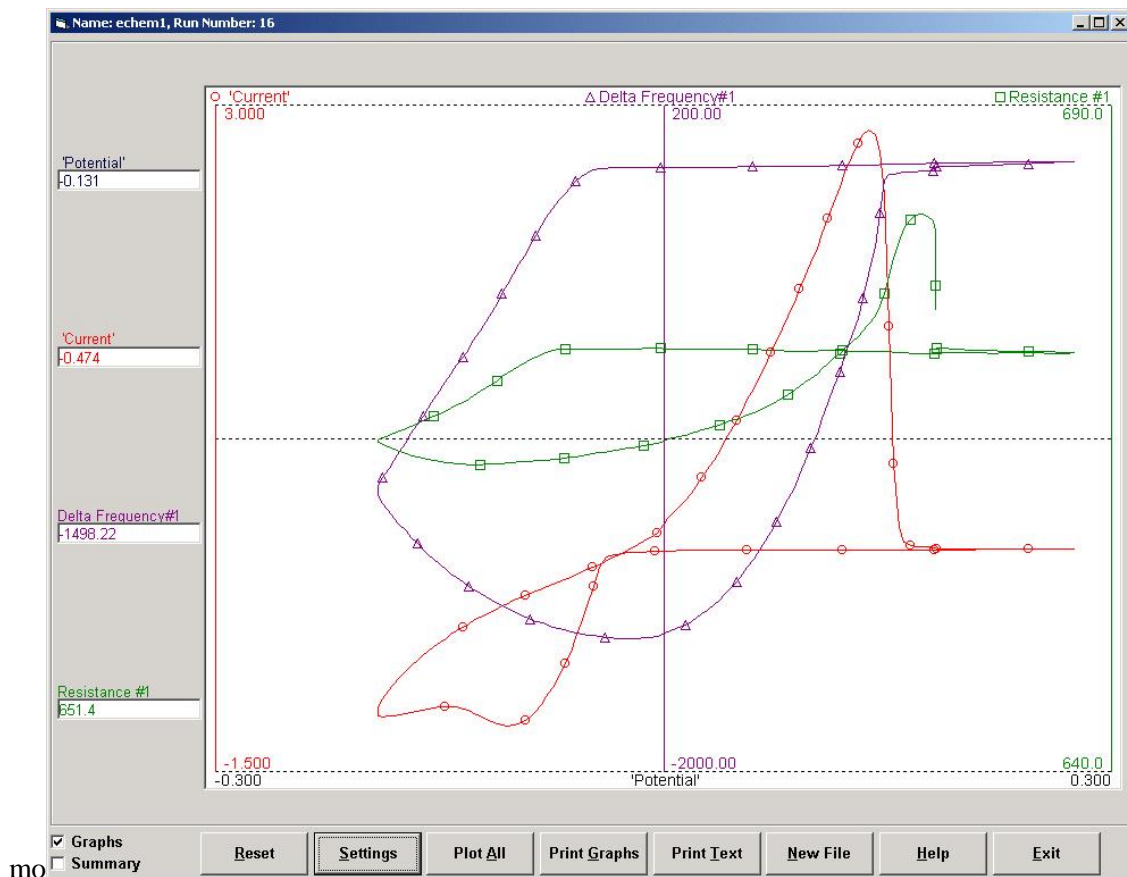 Name: echem1, Run Number: 16
'Current' Delta Frequency#1 Resistance #1
3.000 200.00 690.0
'Potential'
-0.131
'Current'
-0.474
Delta Frequency#1
-1498.22
Resistance #1
651.4
-1.500 -2000.00 640.0
-0.300 'Potential' 0.300
Graphs
Summary
Reset Settings Plot All Print Graphs Print Text New File Help Exit
mo